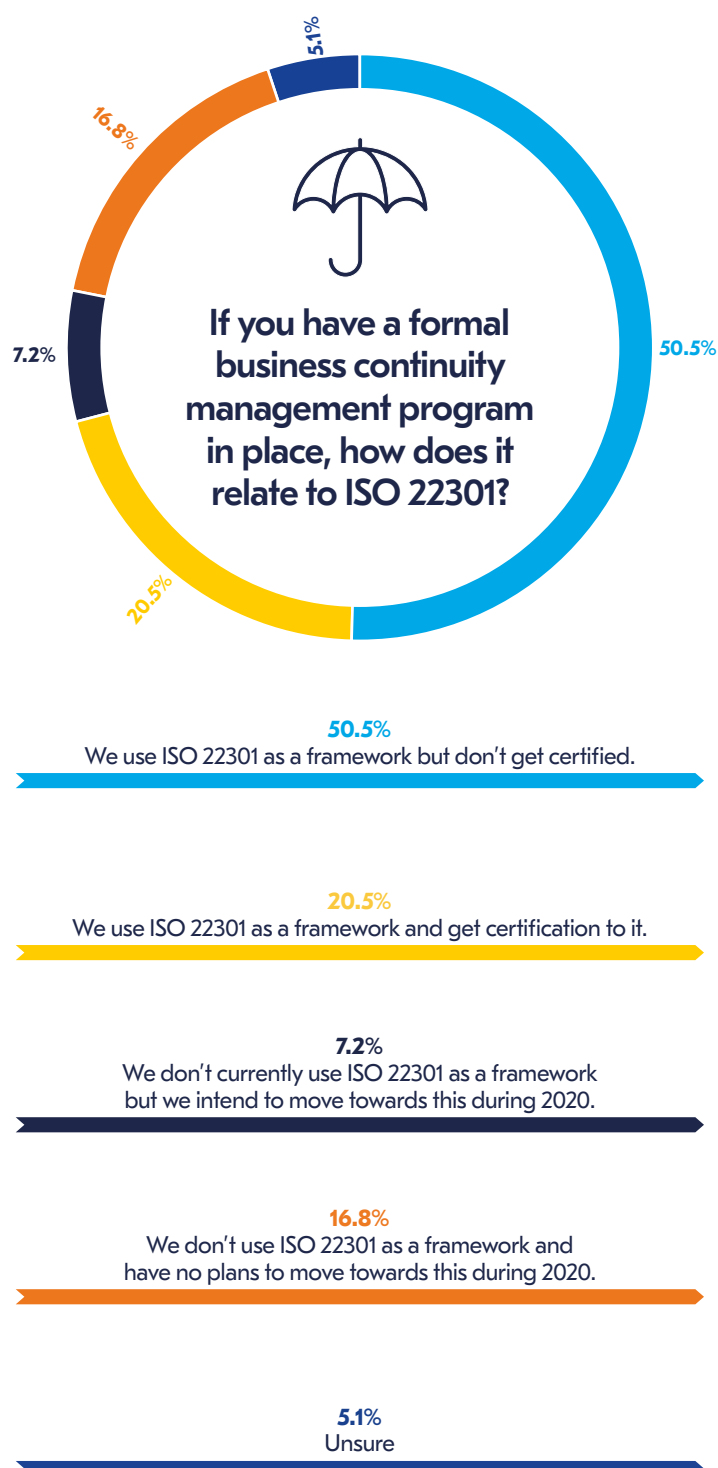 5.1%
16.8%
7.2%
50.5%
20.5%
If you have a formal
business continuity
management program
in place, how does it
relate to ISO 22301?
50.5%
We use ISO 22301 as a framework but don't get certified.
20.5%
We use ISO 22301 as a framework and get certification to it.
7.2%
We don't currently use ISO 22301 as a framework
but we intend to move towards this during 2020.
16.8%
We don't use ISO 22301 as a framework and
have no plans to move towards this during 2020.
5.1%
Unsure